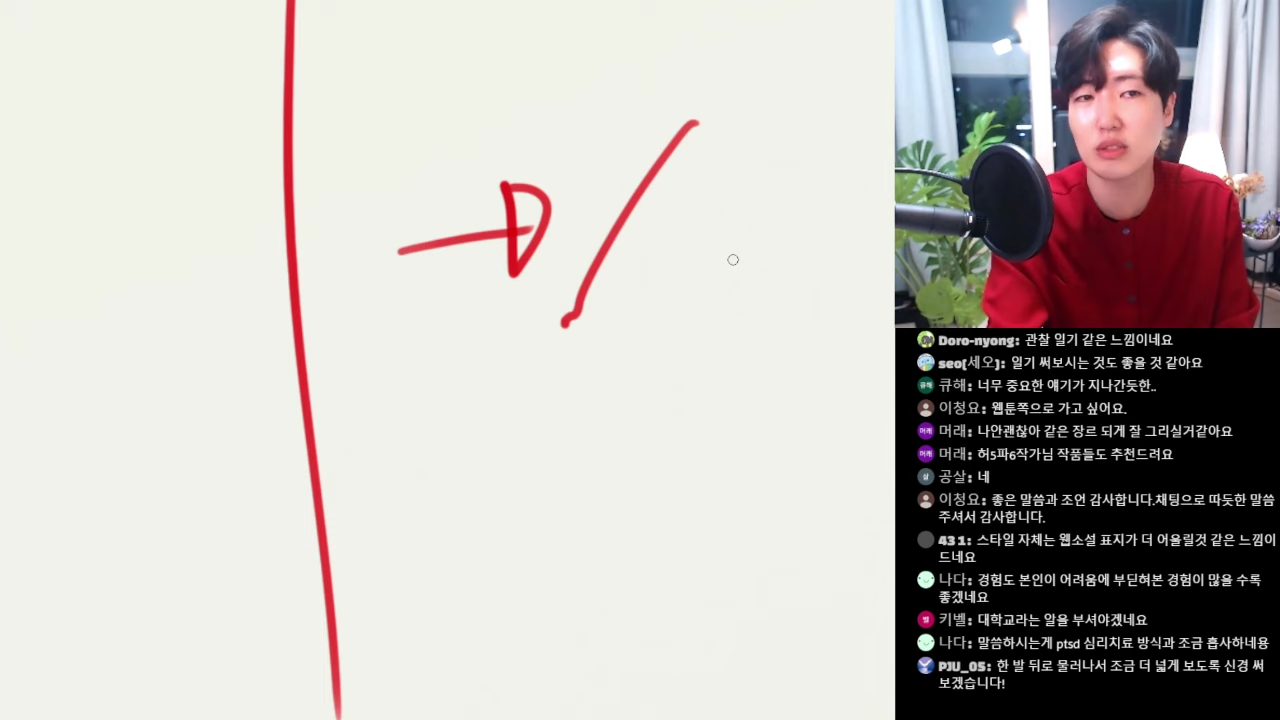 Doro-nyong: 관찰 일기 같은 느낌이네요
seo[세오]: 일기 써보시는 것도 좋을 것 같아요
큐해: 너무 중요한 얘기가 지나간듯한..
이청요: 웹툰쪽으로 가고 싶어요.
머래: 나안괜찮아 같은 장르 되게 잘 그리실거같아요
머래: 허5파6작가님 작품들도 추천드려요
공살: 네
이청요: 좋은 말씀과 조언 감사합니다.채팅으로 따듯한 말씀
주셔서 감사합니다.
43 1: 스타일 자체는 웹소설 표지가 더 어울릴것 같은 느낌이
드네요
나다: 경험도 본인이 어려움에 부딛혀본 경험이 많을 수록
좋겠네요
키벨: 대학교라는 알을 부셔야겠네요
나다: 말씀하시는게 ptsd 심리치료 방식과 조금 흡사하네용
PJU_05: 한 발 뒤로 물러나서 조금 더 넓게 보도록 신경 써
보겠습니다!